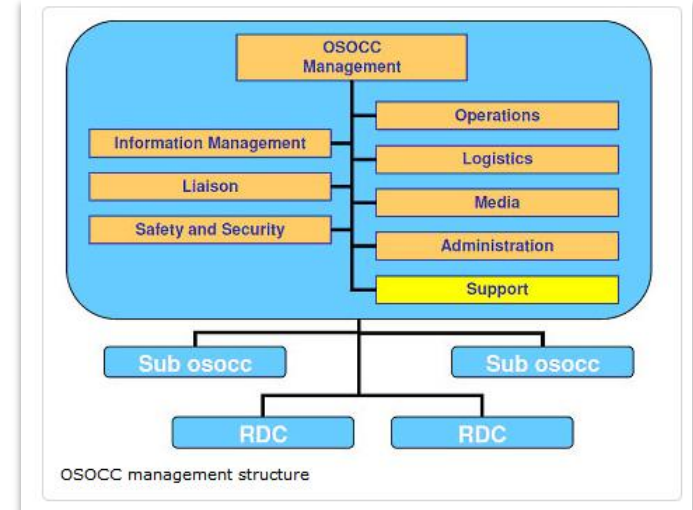 OSOCC
Management
Operations
Information Management
Logistics
Liaison
Media
Safety and Security
Administration
Support
Sub osocc
Sub osocc
RDC
RDC
OSOCC management structure